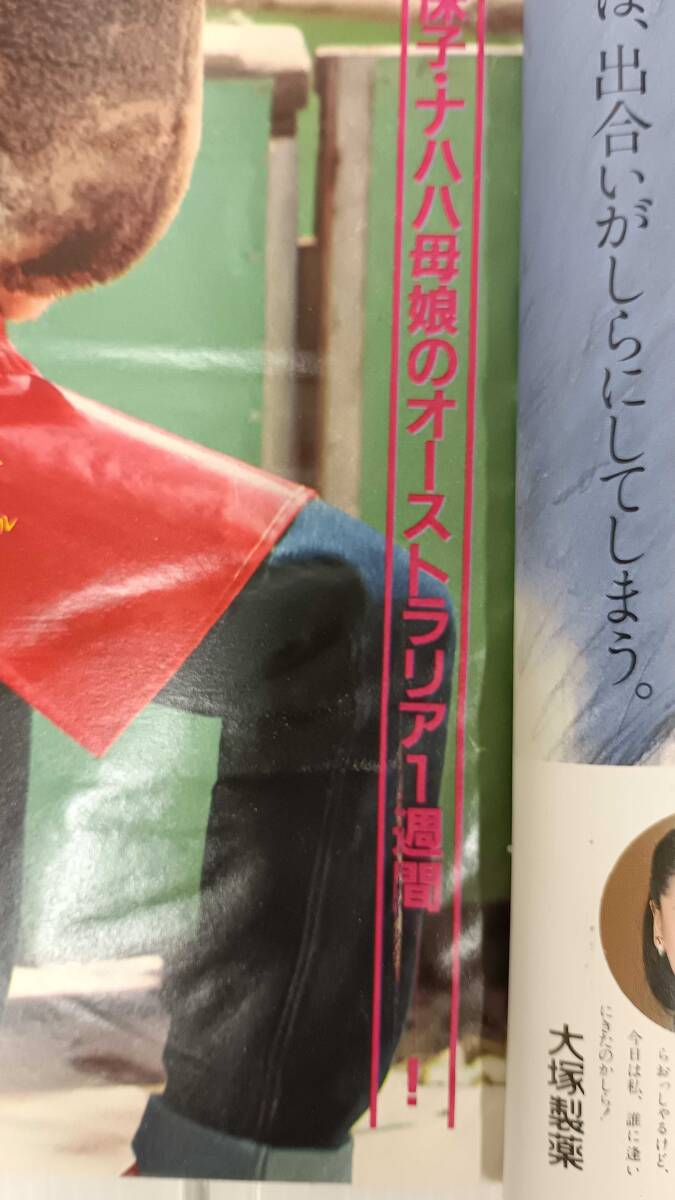 は、出合いがしらにしてしまう。
らおっしゃるけど、
今日は私、誰に逢い
にきたのかしら!
大塚製薬
子・ナハハ母娘のオーストラリア1週間!
ル